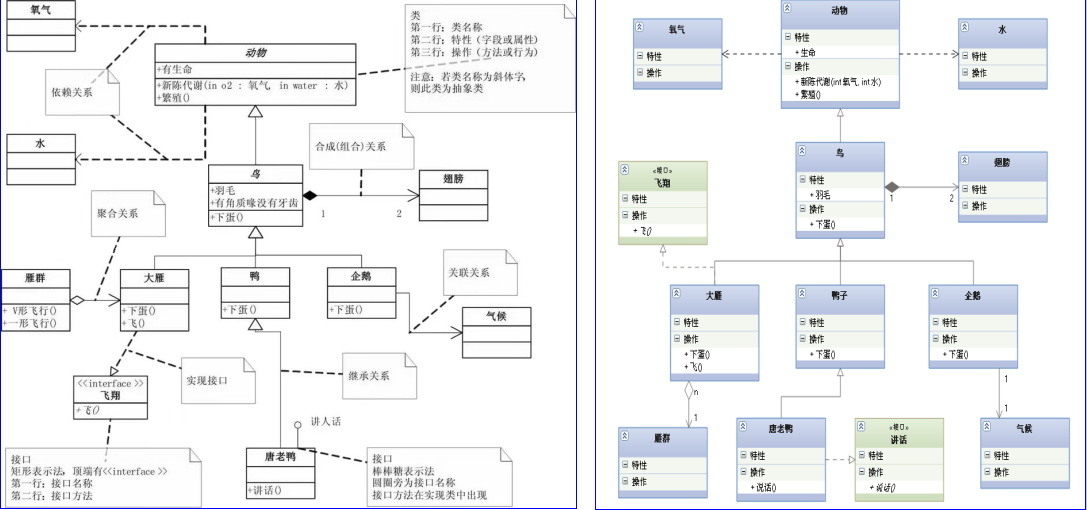 氧气
类
第一行：类名称
第二行：特性（字段或属性）
第三行：操作（方法或行为）
注意：若类名称为斜体字，
则此类为抽象类
动物
+有生命
+新陈代谢(in o2 : 氧气, in water : 水)
+繁殖()
依赖关系
水
合成(组合)关系
鸟
+羽毛
+有角质喙没有牙齿
+下蛋()
1
2
翅膀
聚合关系
雁群
+ V形飞行()
+一形飞行()
大雁
+下蛋()
+飞()
鸭
+下蛋()
企鹅
+下蛋()
关联关系
气候
<<interface>>
飞翔
+飞()
实现接口
继承关系
讲人话
唐老鸭
+讲话()
接口
矩形表示法，顶端有<<interface>>
第一行：接口名称
第二行：接口方法
接口
棒棒糖表示法
圆圈旁为接口名称
接口方法在实现类中出现
氧气
特性
操作
动物
特性
+生命
操作
+新陈代谢(int氧气, int水)
+繁殖()
水
特性
操作
«接口»
飞翔
特性
操作
+飞()
鸟
特性
+羽毛
操作
+下蛋()
1
2
翅膀
特性
操作
大雁
特性
操作
+下蛋()
+飞()
鸭子
特性
操作
+下蛋()
企鹅
特性
操作
+下蛋()
n
1
1
1
雁群
特性
操作
唐老鸭
特性
操作
+说话()
«接口»
讲话
特性
操作
+说话()
气候
特性
操作